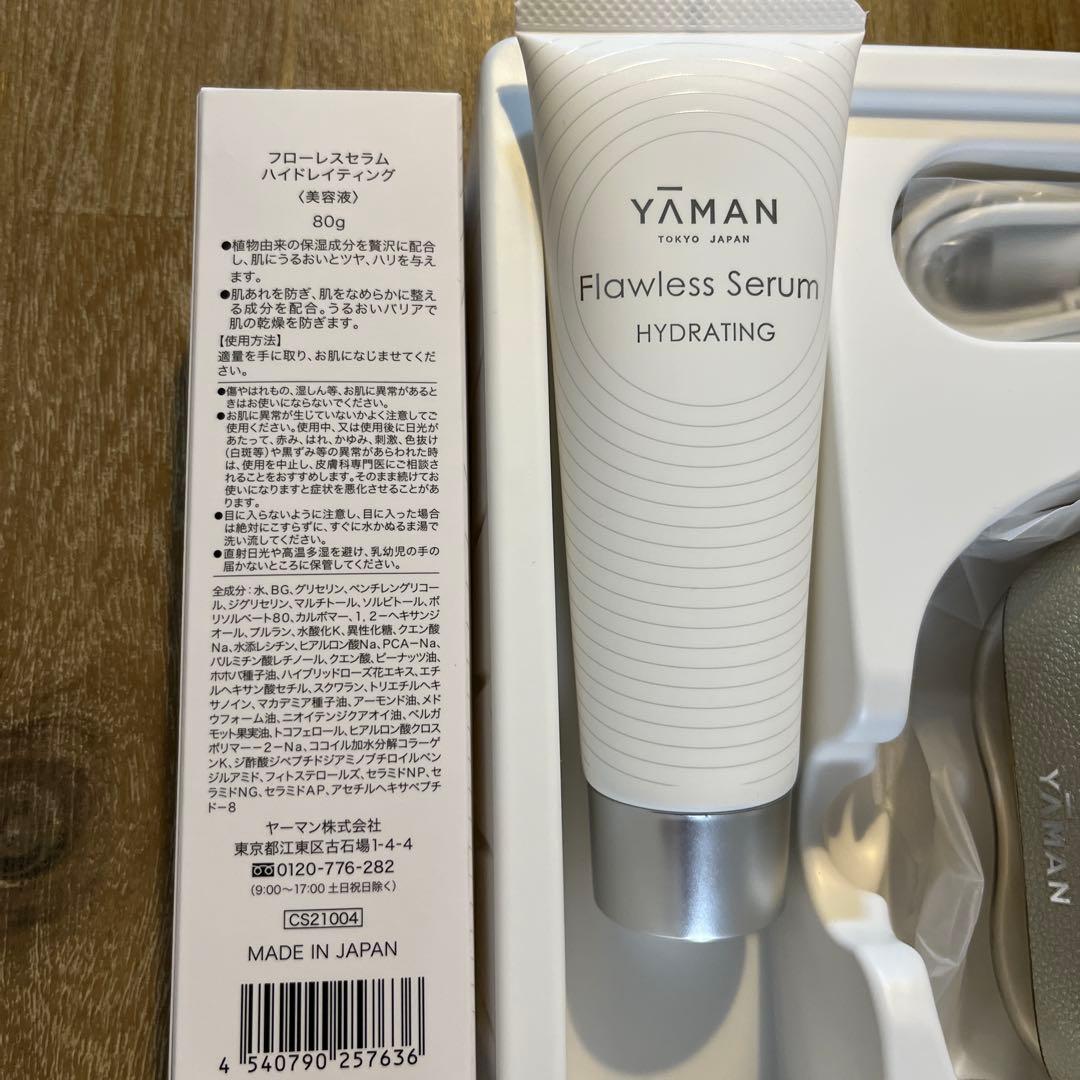 フローレスセラム
ハイドレイティング
〈美容液〉
80g
●植物由来の保湿成分を贅沢に配合
し、肌にうるおいとツヤ、ハリを与え
ます。
●肌あれを防ぎ、肌をなめらかに整え
る成分を配合。うるおいバリアで
肌の乾燥を防ぎます。
【使用方法】
適量を手に取り、お肌になじませてくだ
さい。
●傷やはれもの、湿しん等、お肌に異常があると
きはお使いにならないでください。
●お肌に異常が生じていないかよく注意してご
使用ください。使用中、又は使用後に日光が
あたって、赤み、はれ、かゆみ、刺激、色抜け
(白斑等)や黒ずみ等の異常があらわれた時
は、使用を中止し、皮膚科専門医にご相談さ
れることをおすすめします。そのまま続けてお
使いになりますと症状を悪化させることがあ
ります。
●目に入らないように注意し、目に入った場合
は絶対にこすらずに、すぐに水かぬるま湯で
洗い流してください。
●直射日光や高温多湿を避け、乳幼児の手の
届かないところに保管してください。
全成分：水、BG、グリセリン、ペンチレングリコー
ル、ジグリセリン、マルチトール、ソルビトール、ポ
リソルベート80、カルボマー、1，2-ヘキサンジ
オール、プルラン、水酸化K、異性化糖、クエン酸
Na、水添レシチン、ヒアルロン酸Na、PCA-Na、
パルミチン酸レチノール、クエン酸、ピーナッツ油、
ホホバ種子油、ハイブリッドローズ花エキス、エチ
ルヘキサン酸セチル、スクワラン、トリエチルヘキ
サノイン、マカデミア種子油、アーモンド油、メド
ウフォーム油、ニオイテンジクアオイ油、ベルガ
モット果実油、トコフェロール、ヒアルロン酸クロス
ポリマー-2-Na、ココイル加水分解コラーゲ
ンK、ジ酢酸ジペプチドジアミノブチロイルベン
ジルアミド、フィトステロールズ、セラミドNP、セ
ラミドNG、セラミドAP、アセチルヘキサペプチ
ド-8
ヤーマン株式会社
東京都江東区古石場1-4-4
0120-776-282
(9:00～17:00 土日祝日除く)
CS21004
MADE IN JAPAN
4 540790 257636
YĀMAN
TOKYO JAPAN
Flawless Serum
HYDRATING
YĀMAN